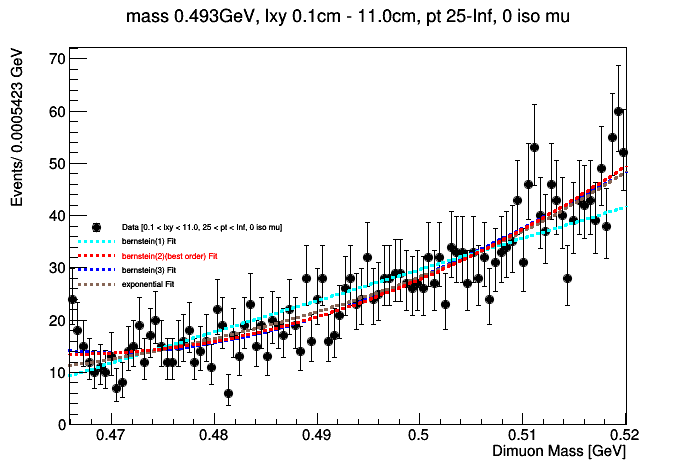 mass 0.493GeV, lxy 0.1cm - 11.0cm, pt 25-Inf, 0 iso mu
Events/ 0.0005423 GeV
70
60
50
40
30
20
10
0
Data [0.1 < lxy < 11.0, 25 < pt < Inf, 0 iso mu]
bernstein(1) Fit
bernstein(2)(best order) Fit
bernstein(3) Fit
exponential Fit
0.47 0.48 0.49 0.5 0.51 0.52
Dimuon Mass [GeV]